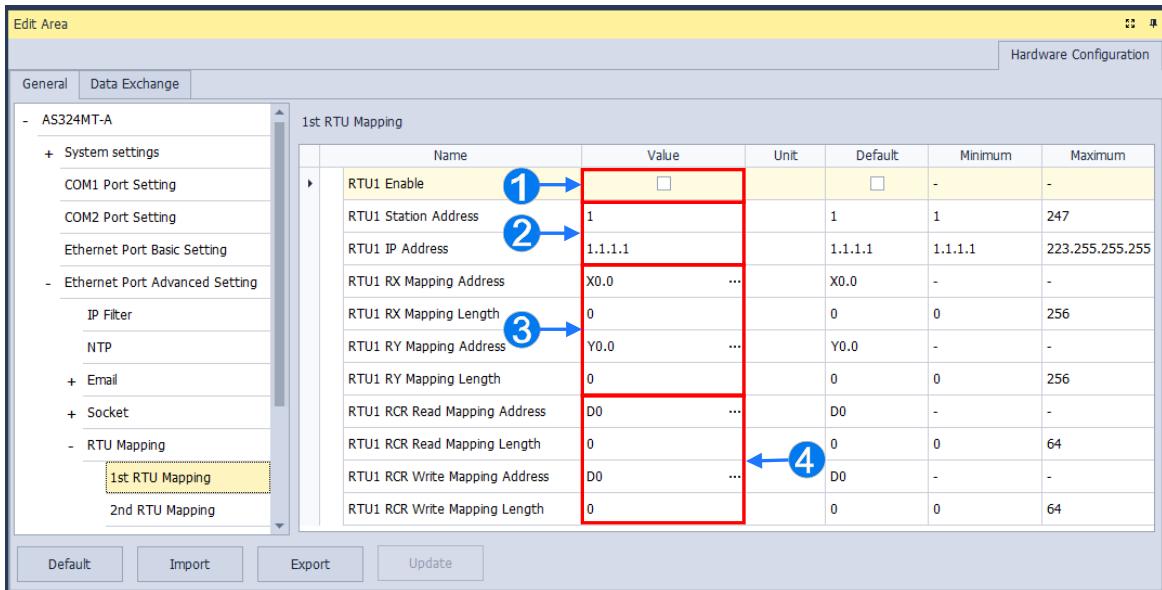 Edit Area
Hardware Configuration
General Data Exchange
- AS324MT-A
+ System settings
COM1 Port Setting
COM2 Port Setting
Ethernet Port Basic Setting
- Ethernet Port Advanced Setting
IP Filter
NTP
+ Email
+ Socket
- RTU Mapping
1st RTU Mapping
2nd RTU Mapping
1st RTU Mapping
Name Value Unit Default Minimum Maximum
RTU1 Enable 1 - -
RTU1 Station Address 1 1 1 247
2
RTU1 IP Address 1.1.1.1 1.1.1.1 1.1.1.1 223.255.255.255
RTU1 RX Mapping Address X0.0 ... X0.0 - -
RTU1 RX Mapping Length 0 0 0 256
3
RTU1 RY Mapping Address Y0.0 ... Y0.0 - -
RTU1 RY Mapping Length 0 0 0 256
RTU1 RCR Read Mapping Address D0 ... D0 - -
RTU1 RCR Read Mapping Length 0 0 0 64
4
RTU1 RCR Write Mapping Address D0 ... D0 - -
RTU1 RCR Write Mapping Length 0 0 0 64
Default Import Export Update